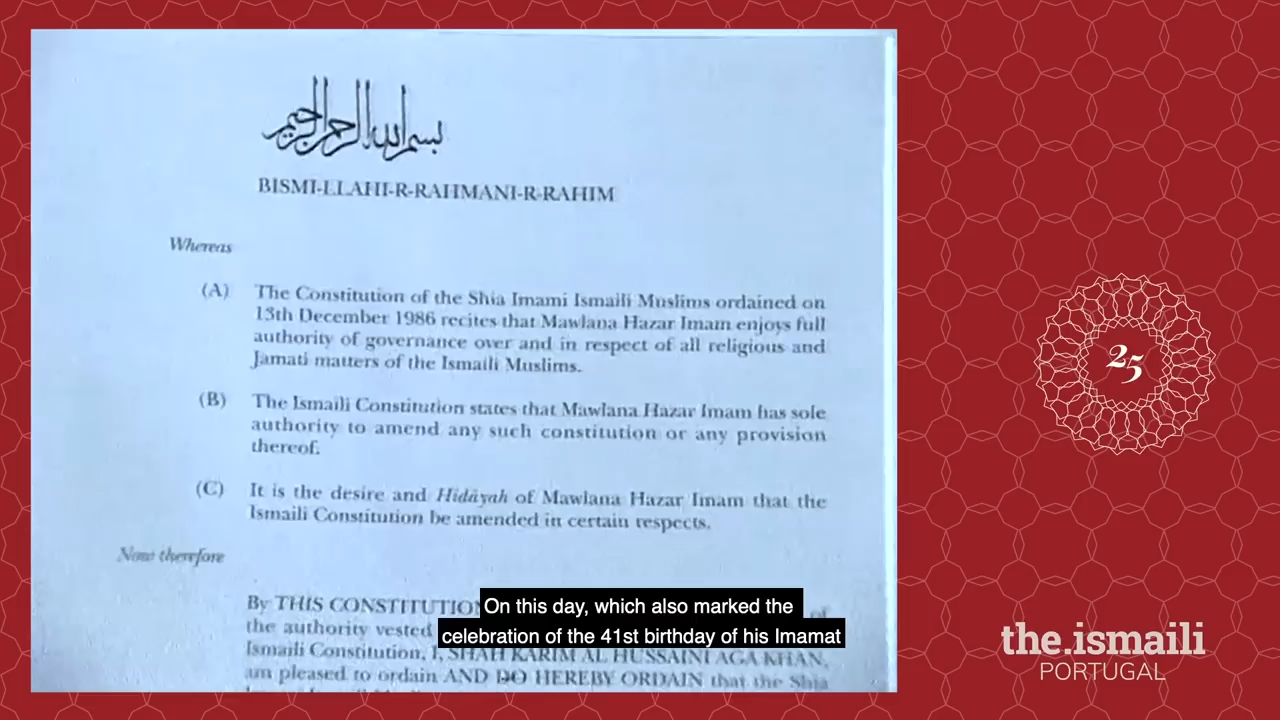 بسم الله الرحمن الرحيم
BISMI-LLAHI-R-RAHMANI-R-RAHIM
Whereas
(A) The Constitution of the Shia Imami Ismaili Muslims ordained on
13th December 1986 recites that Mawlana Hazar Imam enjoys full
authority of governance over and in respect of all religious and
Jamati matters of the Ismaili Muslims.
(B) The Ismaili Constitution states that Mawlana Hazar Imam has sole
authority to amend any such constitution or any provision
thereof.
(C) It is the desire and Hidāyah of Mawlana Hazar Imam that the
Ismaili Constitution be amended in certain respects.
Now therefore
By THIS CONSTITUTION of
the authority vested
Ismaili Constitution, I, SHAH KARIM AL HUSSAINI AGA KHAN,
am pleased to ordain AND DO HEREBY ORDAIN that the Shia
On this day, which also marked the
celebration of the 41st birthday of his Imamat
25
the.ismaili
PORTUGAL